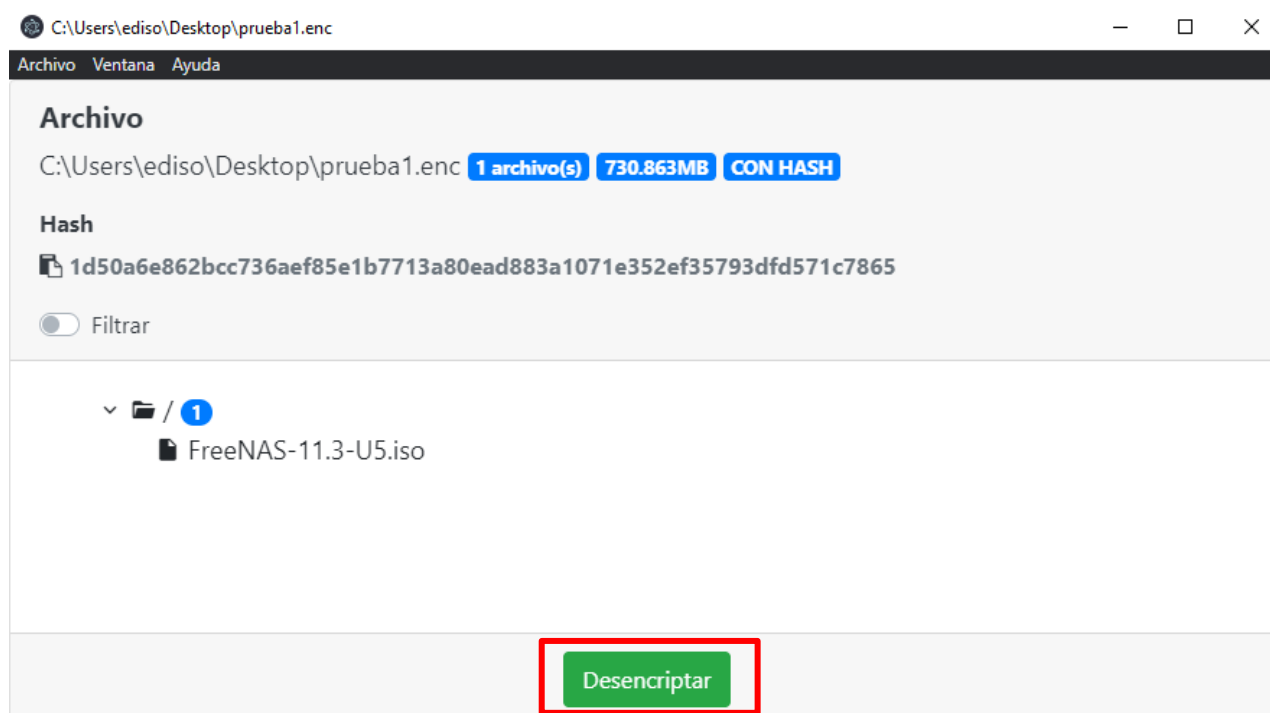 C:\Users\ediso\Desktop\prueba1.enc
Archivo Ventana Ayuda
Archivo
C:\Users\ediso\Desktop\prueba1.enc 1 archivo(s) 730.863MB CON HASH
Hash
1d50a6e862bcc736aef85e1b7713a80ead883a1071e352ef35793dfd571c7865
Filtrar
/ 1
FreeNAS-11.3-U5.iso
Desencriptar